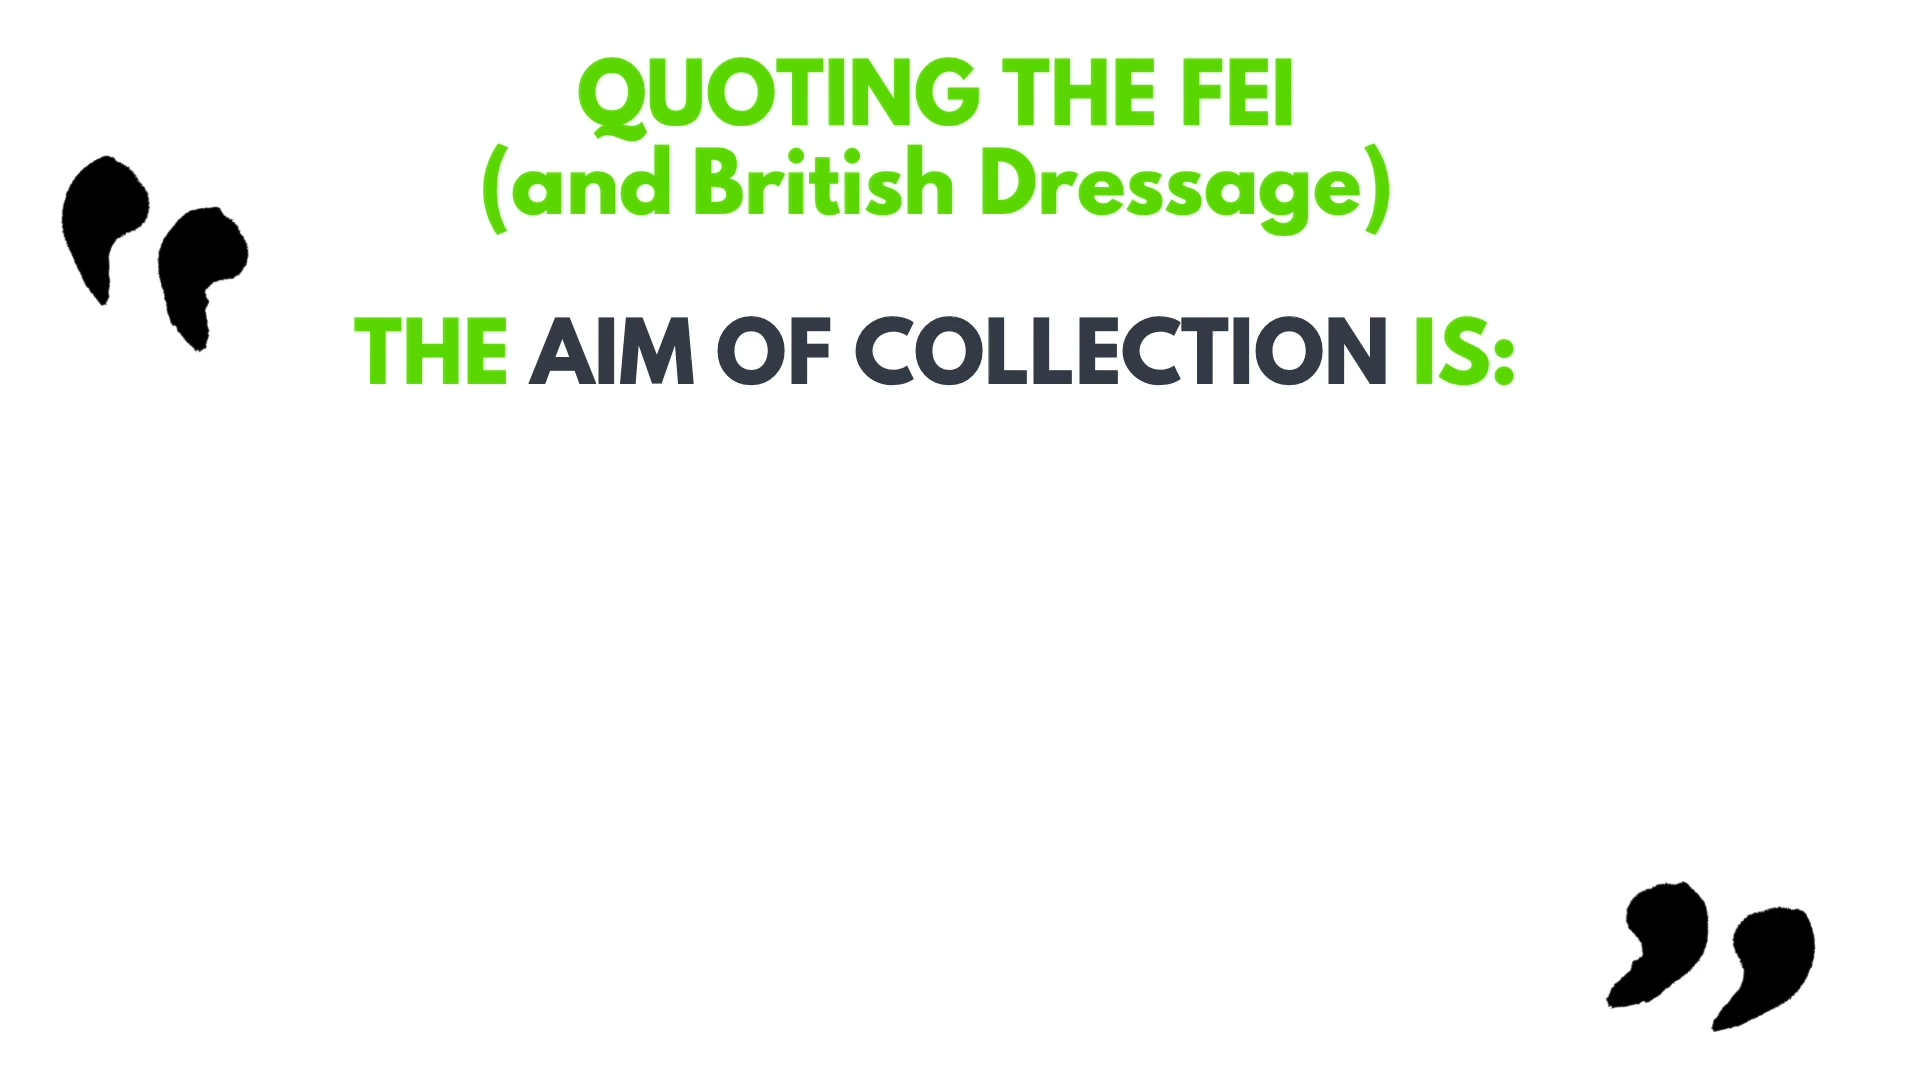 QUOTING THE FEI
(and British Dressage)
THE AIM OF COLLECTION IS: